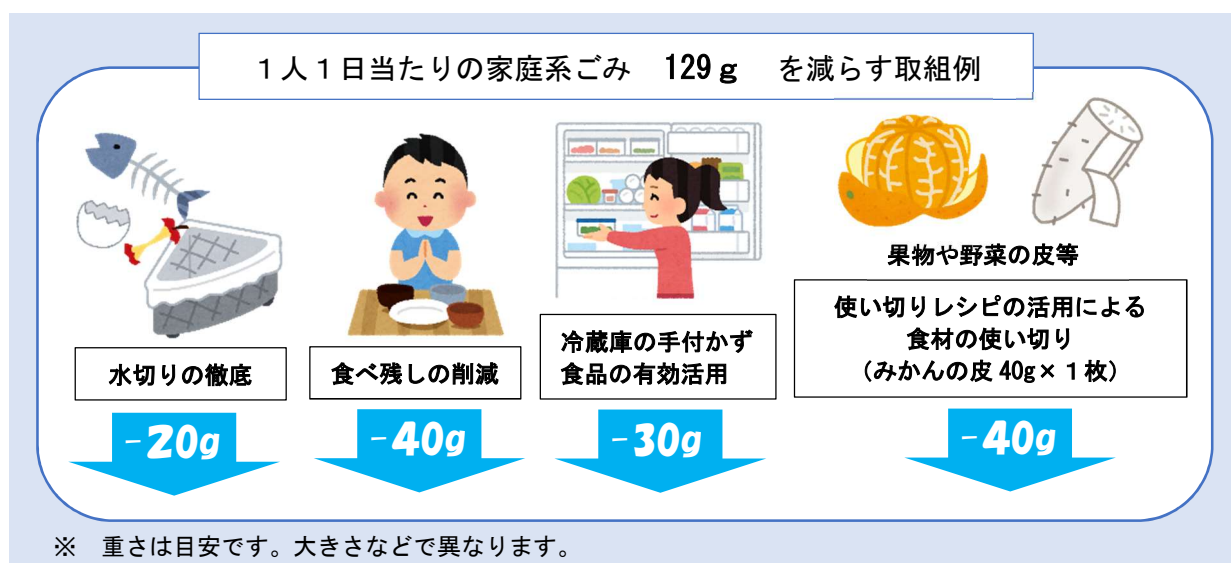 １人１日当たりの家庭系ごみ　129ｇ　を減らす取組例
水切りの徹底
-20g
食べ残しの削減
-40g
冷蔵庫の手付かず
食品の有効活用
-30g
果物や野菜の皮等
使い切りレシピの活用による
食材の使い切り
（みかんの皮 40g×１枚）
-40g
※　重さは目安です。大きさなどで異なります。